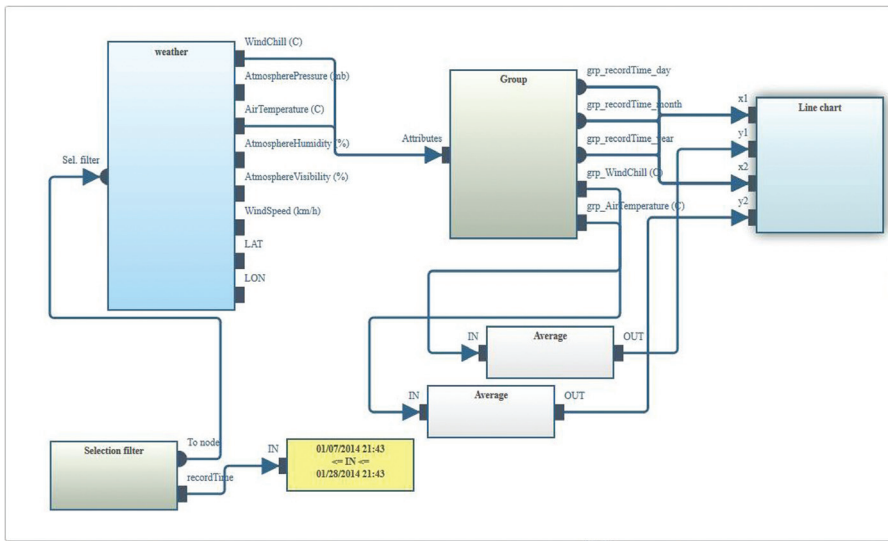 weather
WindChill (C)
AtmospherePressure (mb)
AirTemperature (C)
AtmosphereHumidity (%)
AtmosphereVisibility (%)
WindSpeed (km/h)
LAT
LON
Sel. filter
Group
Attributes
grp_recordTime_day
grp_recordTime_month
grp_recordTime_year
grp_WindChill (C)
grp_AirTemperature (C)
Line chart
x1
y1
x2
y2
IN
Average
OUT
IN
Average
OUT
Selection filter
To node
recordTime
IN
01/07/2014 21:43
<= IN <=
01/28/2014 21:43